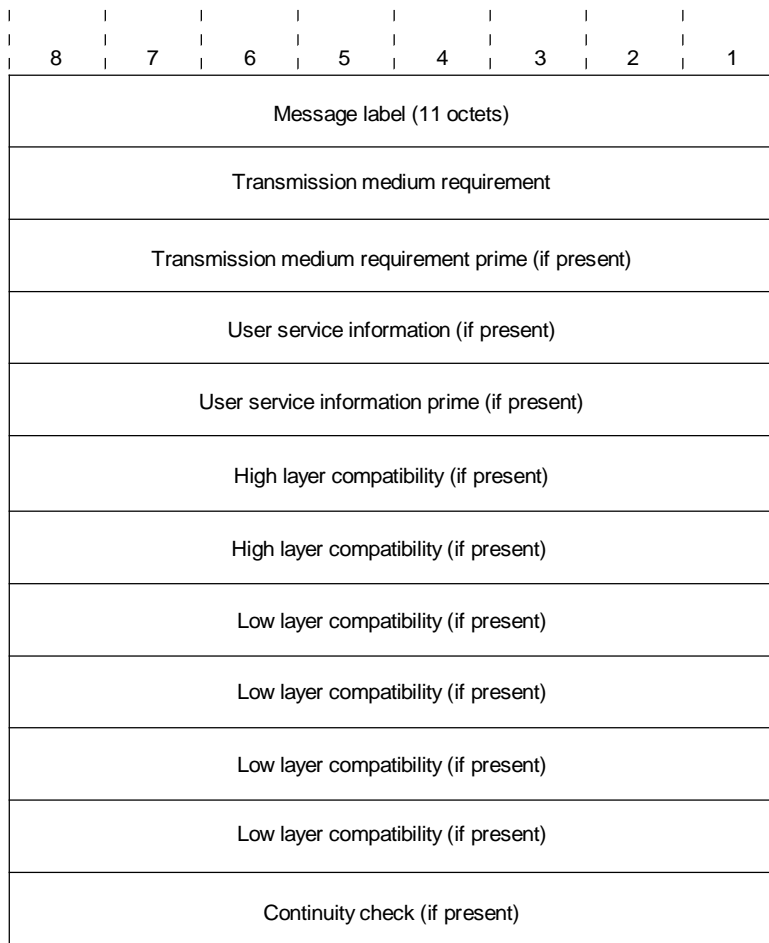 8 7 6 5 4 3 2 1
Message label (11 octets)
Transmission medium requirement
Transmission medium requirement prime (if present)
User service information (if present)
User service information prime (if present)
High layer compatibility (if present)
High layer compatibility (if present)
Low layer compatibility (if present)
Low layer compatibility (if present)
Low layer compatibility (if present)
Low layer compatibility (if present)
Continuity check (if present)